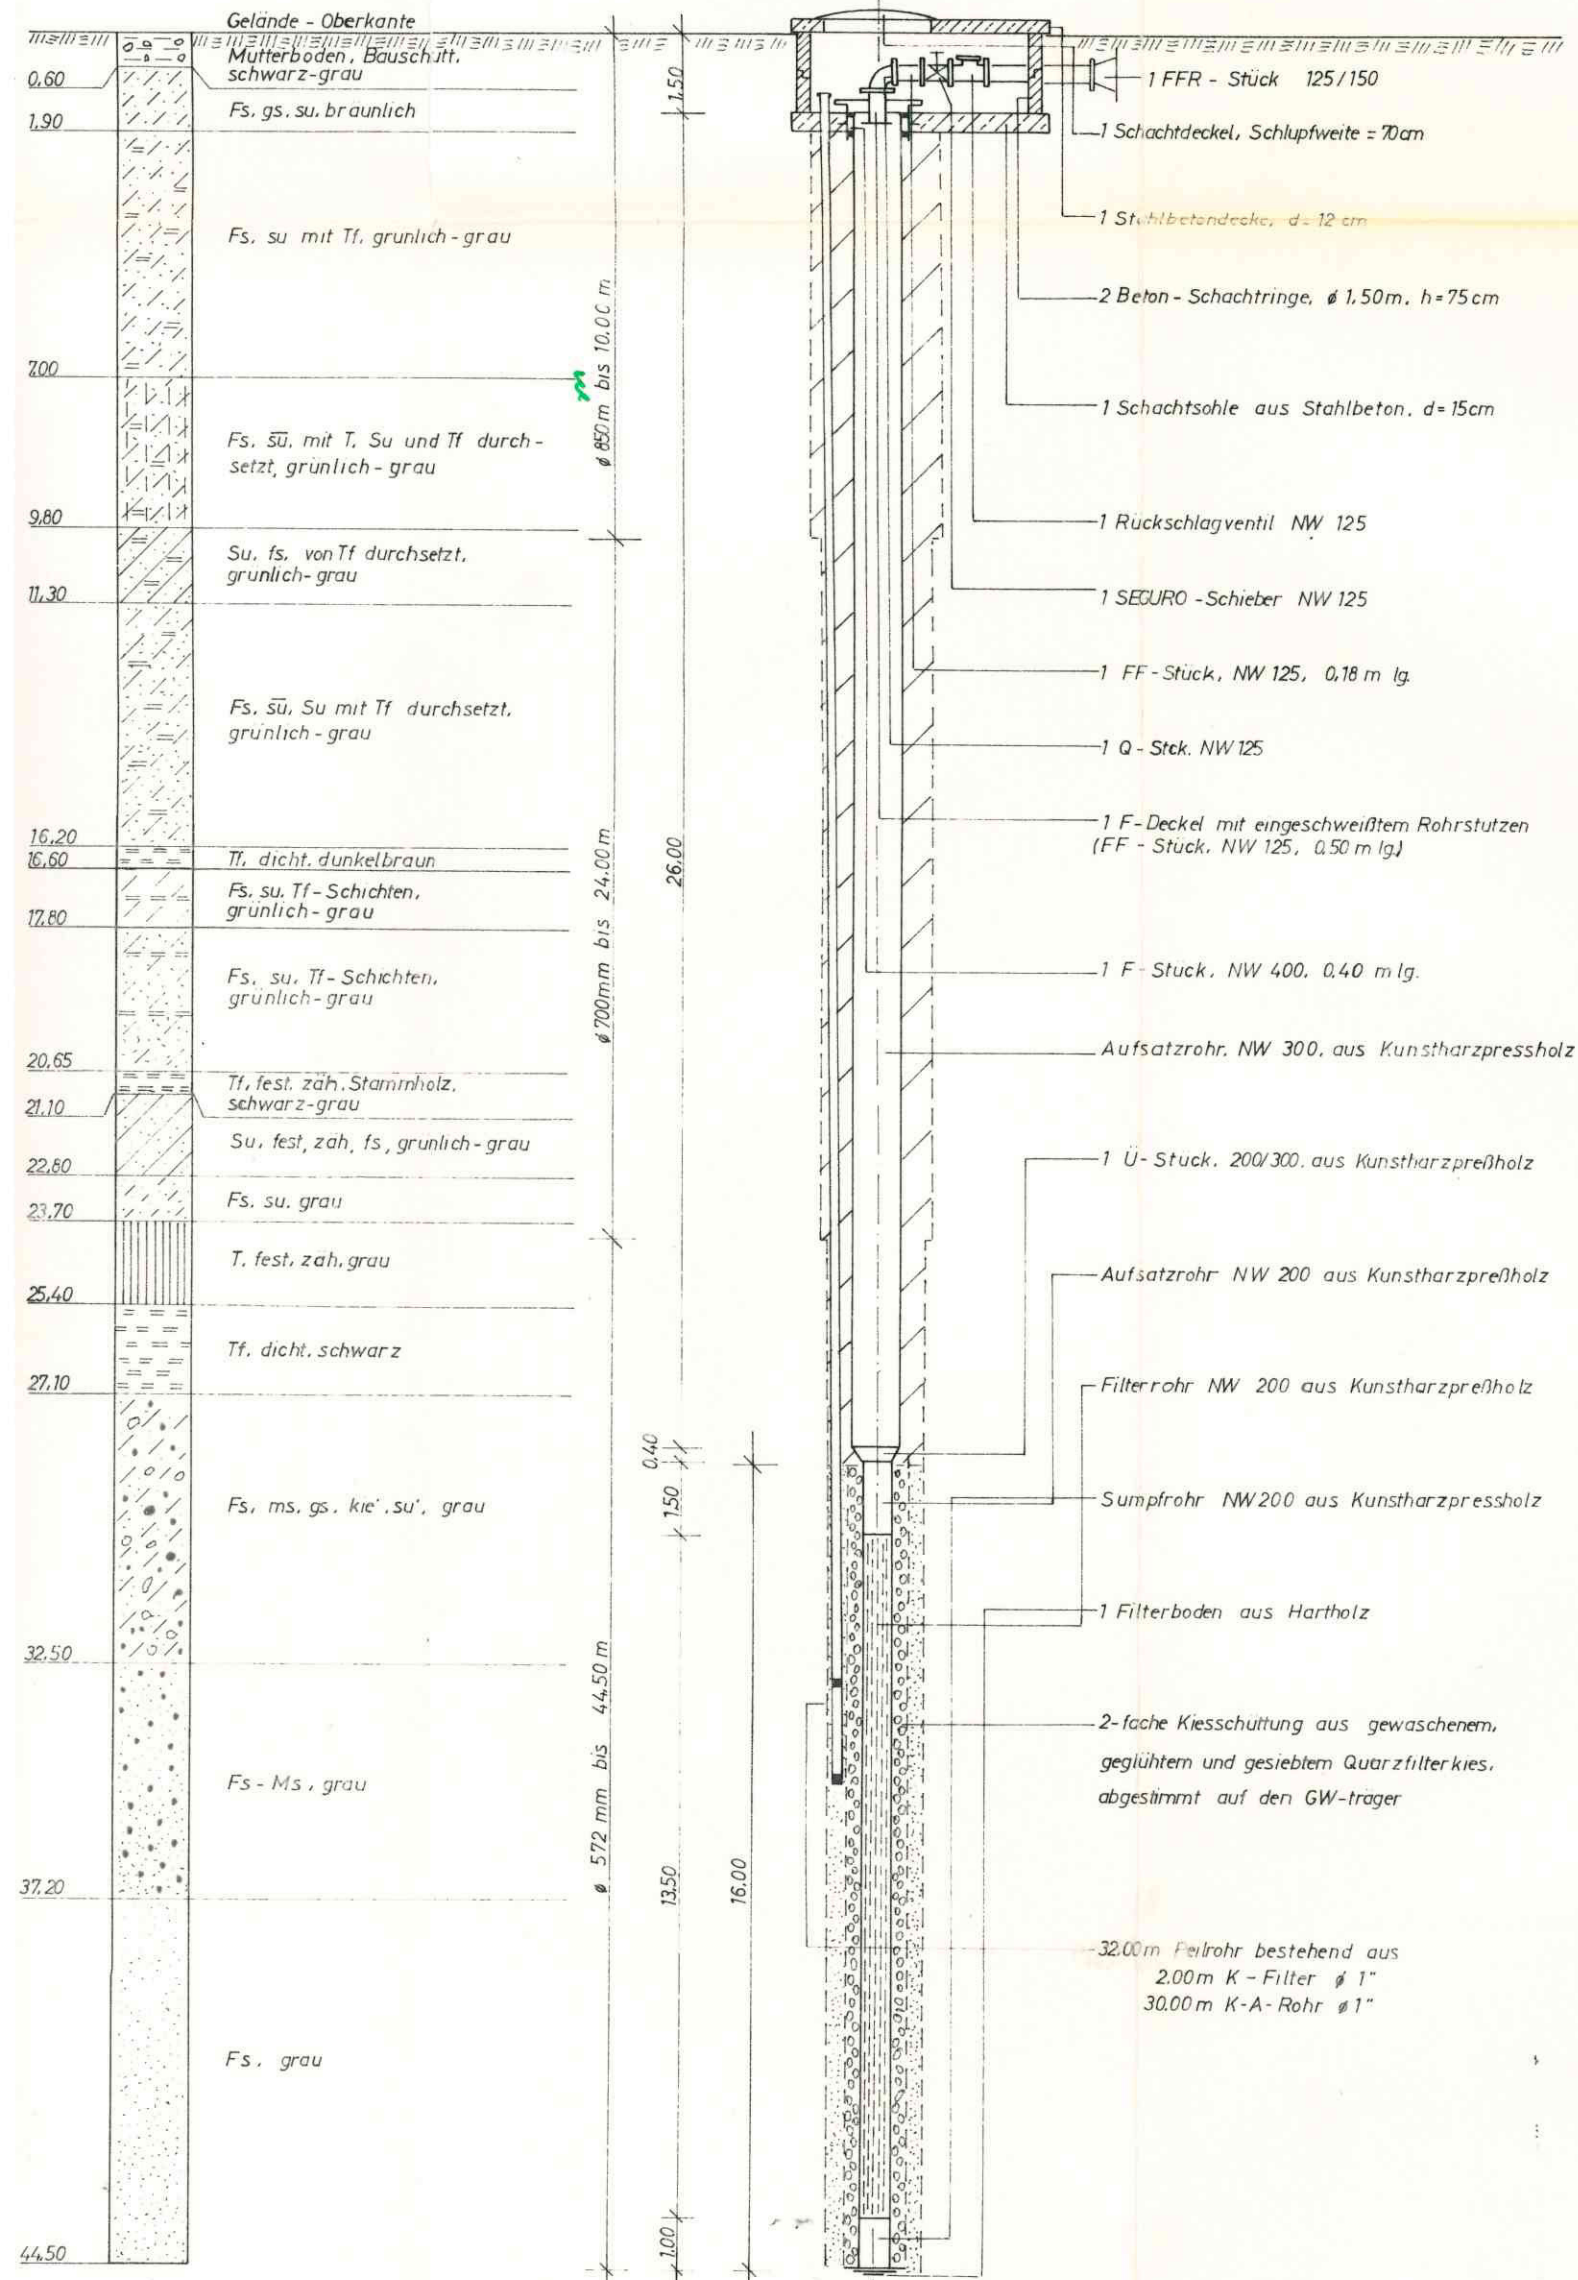 Gelände - Oberkante
Mutterboden, Bauschutt,
schwarz-grau
0,60
Fs, gs, su, bräunlich
1,90
Fs, su mit Tf, grünlich-grau
7,00
Fs, s̅u̅, mit T, Su und Tf durch-
setzt, grünlich-grau
9,80
Su, fs, von Tf durchsetzt,
grünlich-grau
11,30
Fs, s̅u̅, Su mit Tf durchsetzt,
grünlich-grau
16,20
Tf, dicht, dunkelbraun
16,60
Fs, su, Tf-Schichten,
grünlich-grau
17,80
Fs, su, Tf-Schichten,
grünlich-grau
20,65
Tf, fest, zäh, Stammholz,
schwarz-grau
21,10
Su, fest, zäh, fs, grünlich-grau
22,80
Fs, su, grau
23,70
T, fest, zäh, grau
25,40
Tf, dicht, schwarz
27,10
Fs, ms, gs, kie', su', grau
32,50
Fs-Ms, grau
37,20
Fs, grau
44,50
ø 850m bis 10.00 m
ø 700mm bis 24.00m
ø 572 mm bis 44,50 m
1.50
26.00
0.40
1.50
13.50
1.00
16.00
1 FFR - Stück 125/150
1 Schachtdeckel, Schlupfweite = 70cm
1 Stahlbetondecke, d = 12 cm
2 Beton-Schachtringe, ø 1.50m, h = 75cm
1 Schachtsohle aus Stahlbeton, d = 15cm
1 Rückschlagventil NW 125
1 SEGURO-Schieber NW 125
1 FF-Stück, NW 125, 0,18 m lg.
1 Q-Stck. NW 125
1 F-Deckel mit eingeschweißtem Rohrstutzen
(FF-Stück, NW 125, 0.50 m lg.)
1 F-Stück, NW 400, 0.40 m lg.
Aufsatzrohr, NW 300, aus Kunstharzpressholz
1 Ü-Stück, 200/300, aus Kunstharzpreßholz
Aufsatzrohr NW 200 aus Kunstharzpreßholz
Filterrohr NW 200 aus Kunstharzpreßholz
Sumpfrohr NW 200 aus Kunstharzpressholz
1 Filterboden aus Hartholz
2-fache Kiesschüttung aus gewaschenem,
geglühtem und gesiebtem Quarzfilterkies,
abgestimmt auf den GW-träger
32.00m Peilrohr bestehend aus
2.00m K-Filter ø 1"
30.00m K-A-Rohr ø 1"